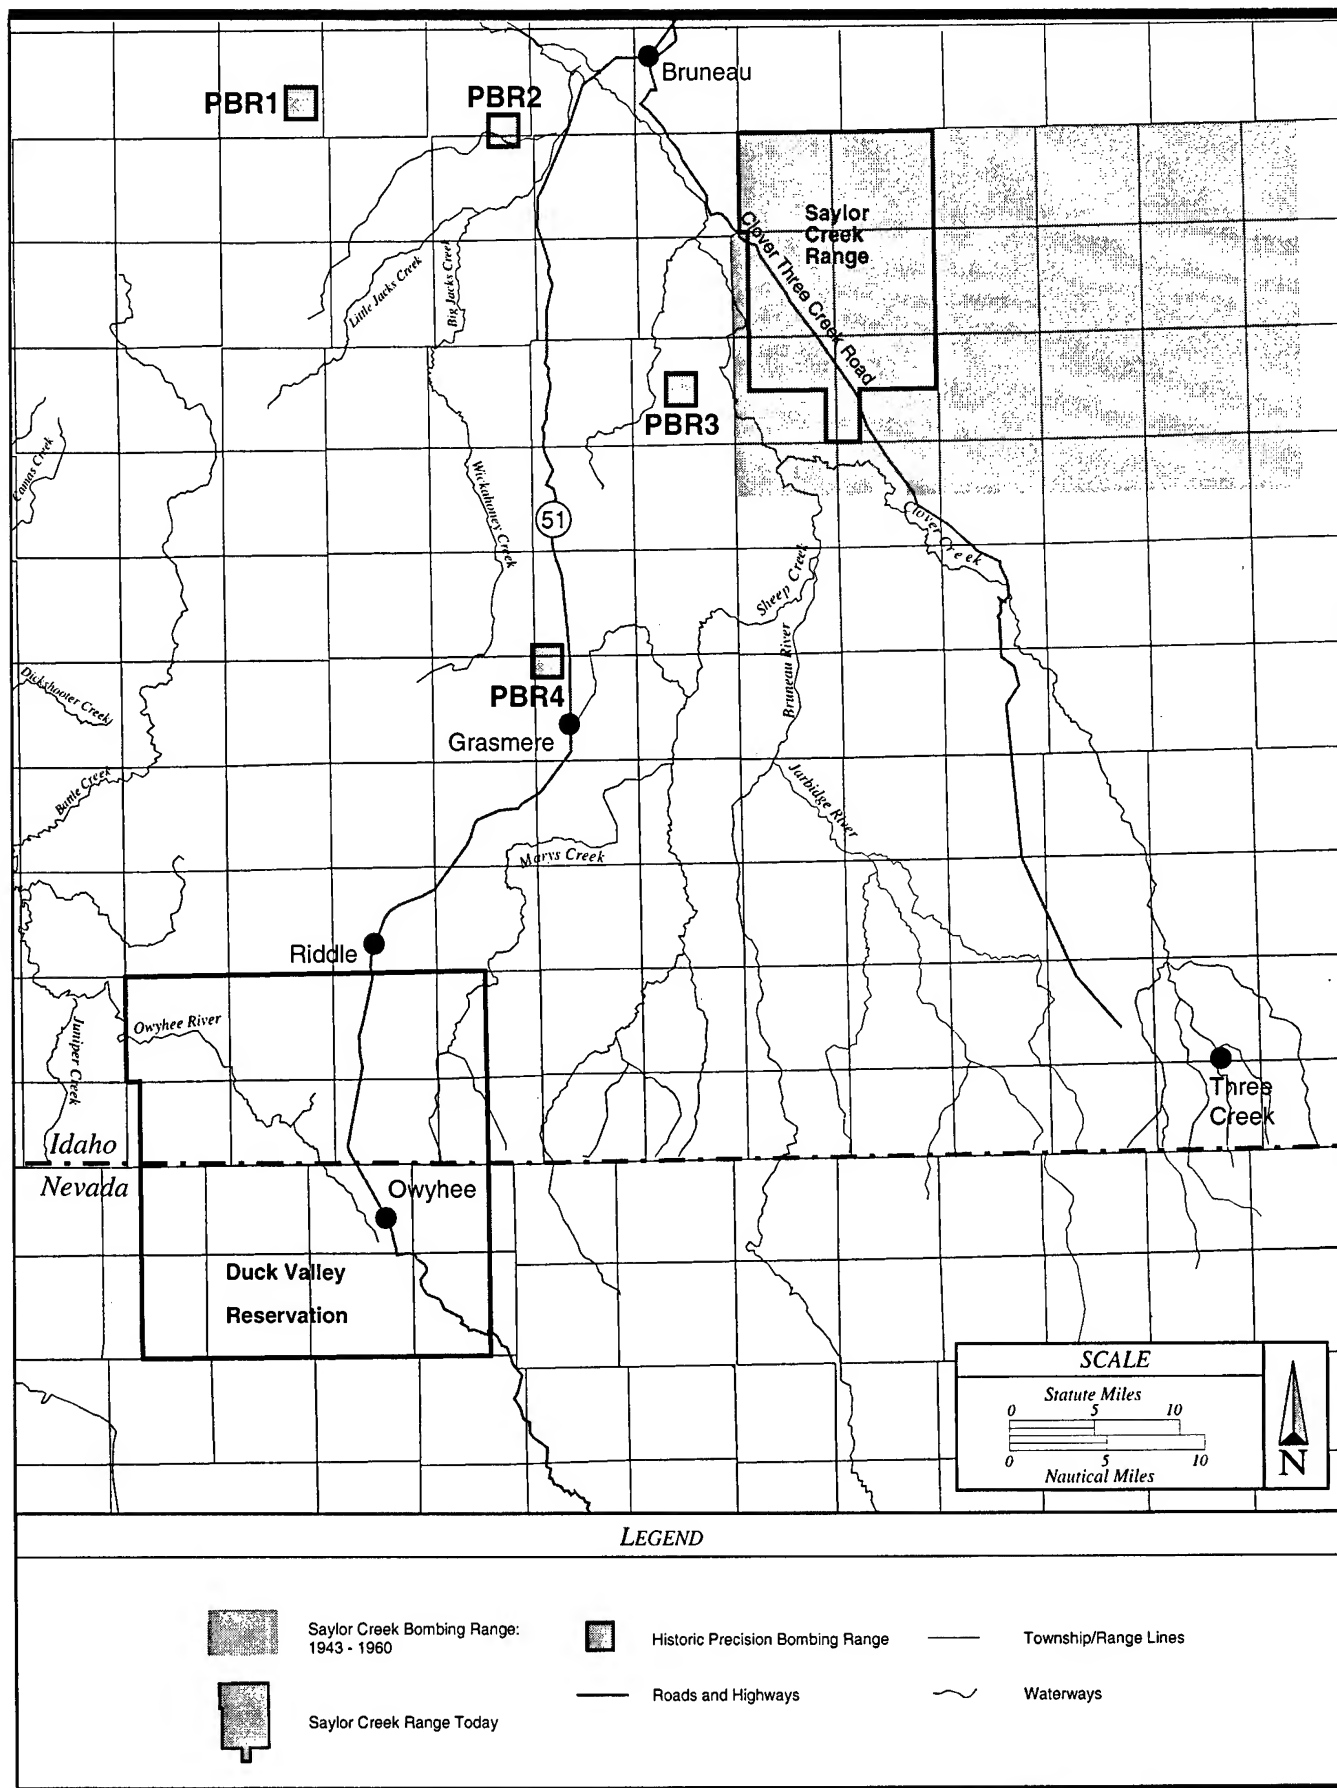 Bruneau
PBR1
PBR2
Saylor
Creek
Range
Clover Three Creek Road
Little Jacks Creek
Big Jacks Creek
PBR3
Camas Creek
Wickahoney Creek
51
Clover Creek
Sheep Creek
Bruneau River
PBR4
Dickshooter Creek
Grasmere
Battle Creek
Jarbidge River
Marys Creek
Riddle
Owyhee River
Juniper Creek
Three
Creek
Idaho
Nevada
Owyhee
Duck Valley
Reservation
SCALE
Statute Miles
0 5 10
0 5 10
Nautical Miles
N
LEGEND
Saylor Creek Bombing Range:
1943 - 1960
Historic Precision Bombing Range
Township/Range Lines
Roads and Highways
Waterways
Saylor Creek Range Today